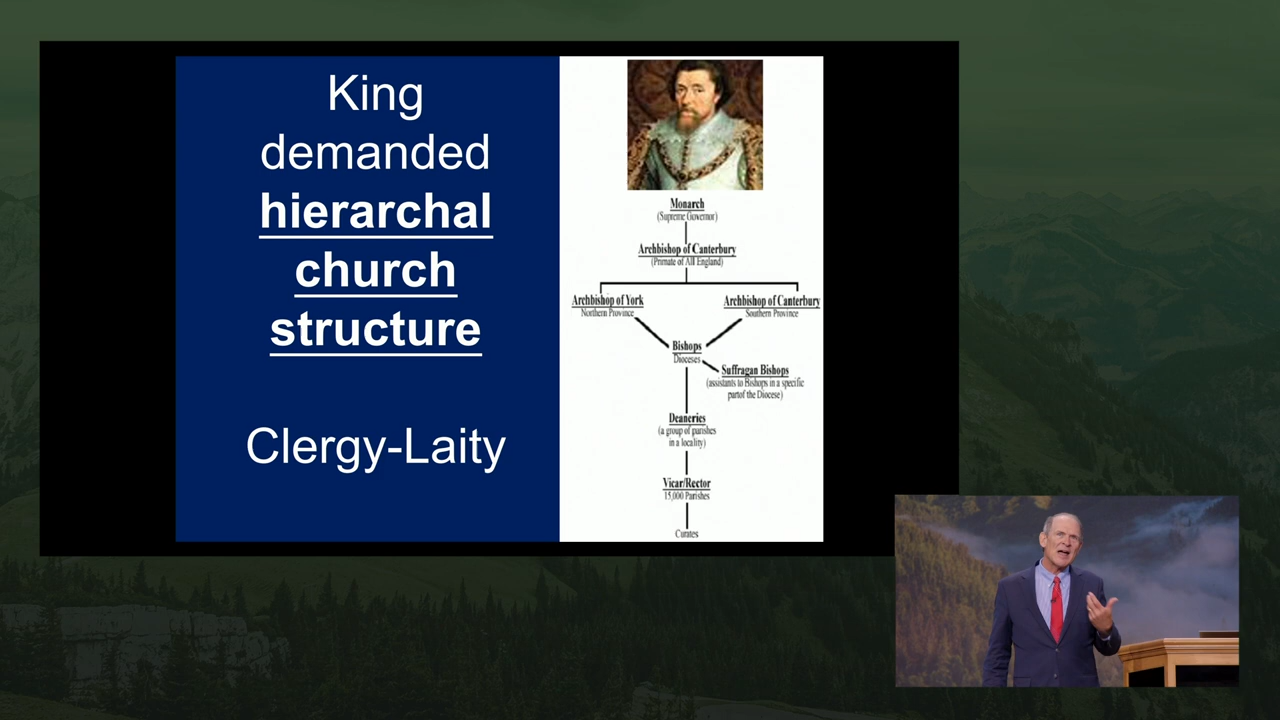 King
demanded
hierarchal
church
structure
Clergy-Laity
Monarch
(Supreme Governor)
Archbishop of Canterbury
(Primate of All England)
Archbishop of York
Northern Province
Archbishop of Canterbury
Southern Province
Bishops
Dioceses
Suffragan Bishops
(assistants to Bishops in a specific
partof the Diocese)
Deaneries
(a group of parishes
in a locality)
Vicar/Rector
15,000 Parishes
Curates